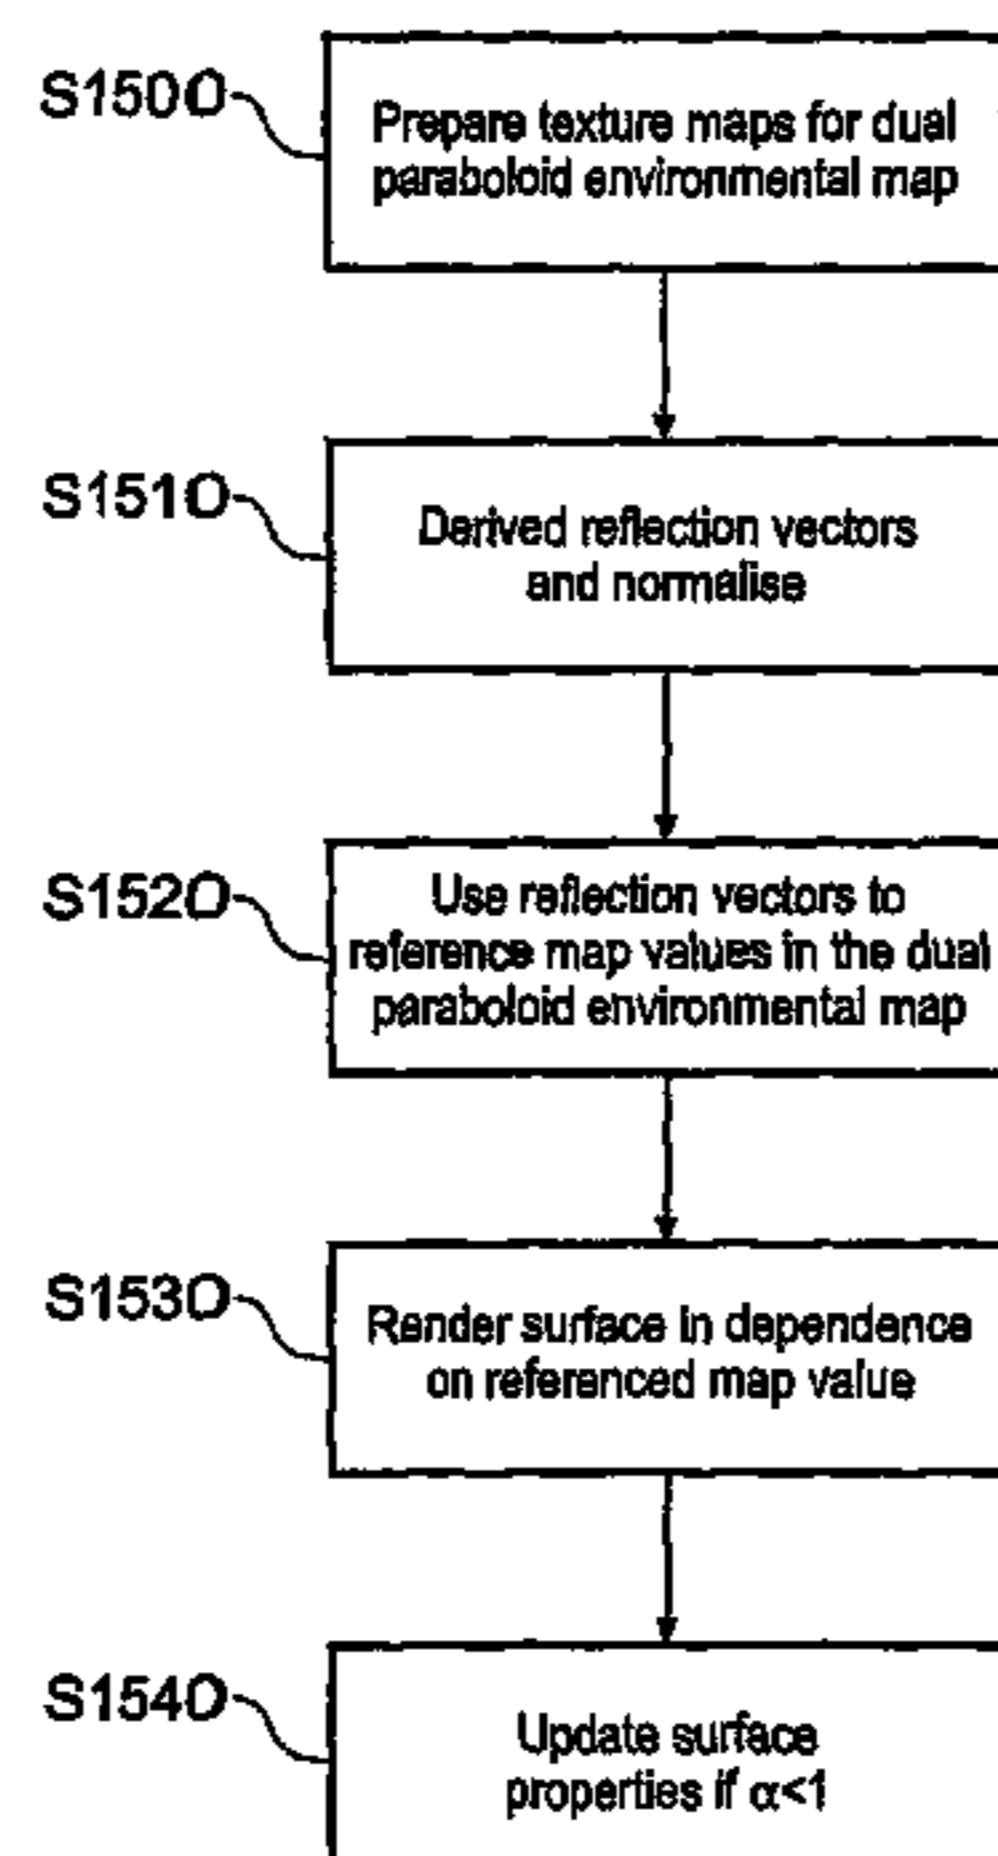 S1500
Prepare texture maps for dual
paraboloid environmental map
S1510
Derived reflection vectors
and normalise
S1520
Use reflection vectors to
reference map values in the dual
paraboloid environmental map
S1530
Render surface in dependence
on referenced map value
S1540
Update surface
properties if α<1